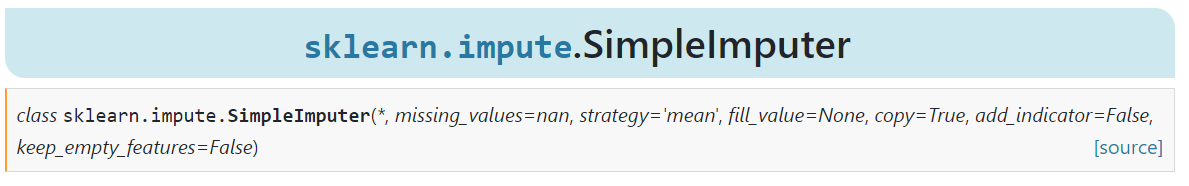 sklearn.impute.SimpleImputer
class sklearn.impute.SimpleImputer(*, missing_values=nan, strategy='mean', fill_value=None, copy=True, add_indicator=False,
keep_empty_features=False) [source]